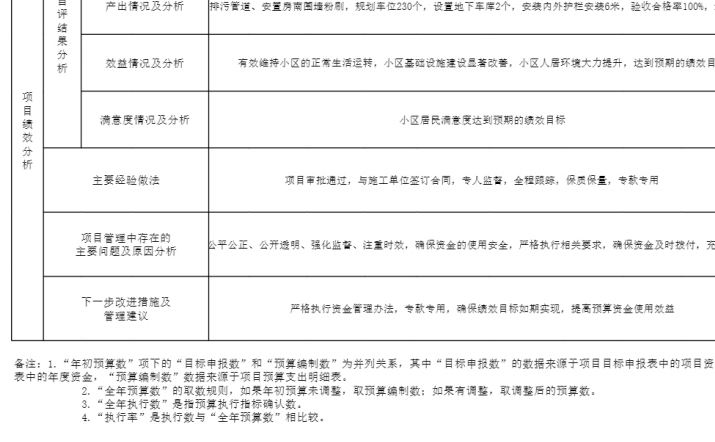 自评结果分析
产出情况及分析
排污管道、安置房南围墙粉刷，规划车位230个，设置地下车库2个，安装内外护栏安装6米，验收合格率100%，
效益情况及分析
有效维持小区的正常生活运转，小区基础设施建设显著改善，小区人居环境大力提升，达到预期的绩效目
项目绩效分析
满意度情况及分析
小区居民满意度达到预期的绩效目标
主要经验做法
项目审批通过，与施工单位签订合同，专人监督，全程跟踪，保质保量，专款专用
项目管理中存在的
主要问题及原因分析
公平公正、公开透明、强化监督、注重时效，确保资金的使用安全，严格执行相关要求，确保资金及时拨付，充
下一步改进措施及
管理建议
严格执行资金管理办法，专款专用，确保绩效目标如期实现，提高预算资金使用效益
备注：1.“年初预算数”项下的“目标申报数”和“预算编制数”为并列关系，其中“目标申报数”的数据来源于项目目标申报表中的项目资
表中的年度资金，“预算编制数”数据来源于项目预算支出明细表。
2.“全年预算数”的取数规则，如果年初预算未调整，取预算编制数；如果有调整，取调整后的预算数。
3.“全年执行数”是指预算执行指标确认数。
4.“执行率”是执行数与“全年预算数”相比较。